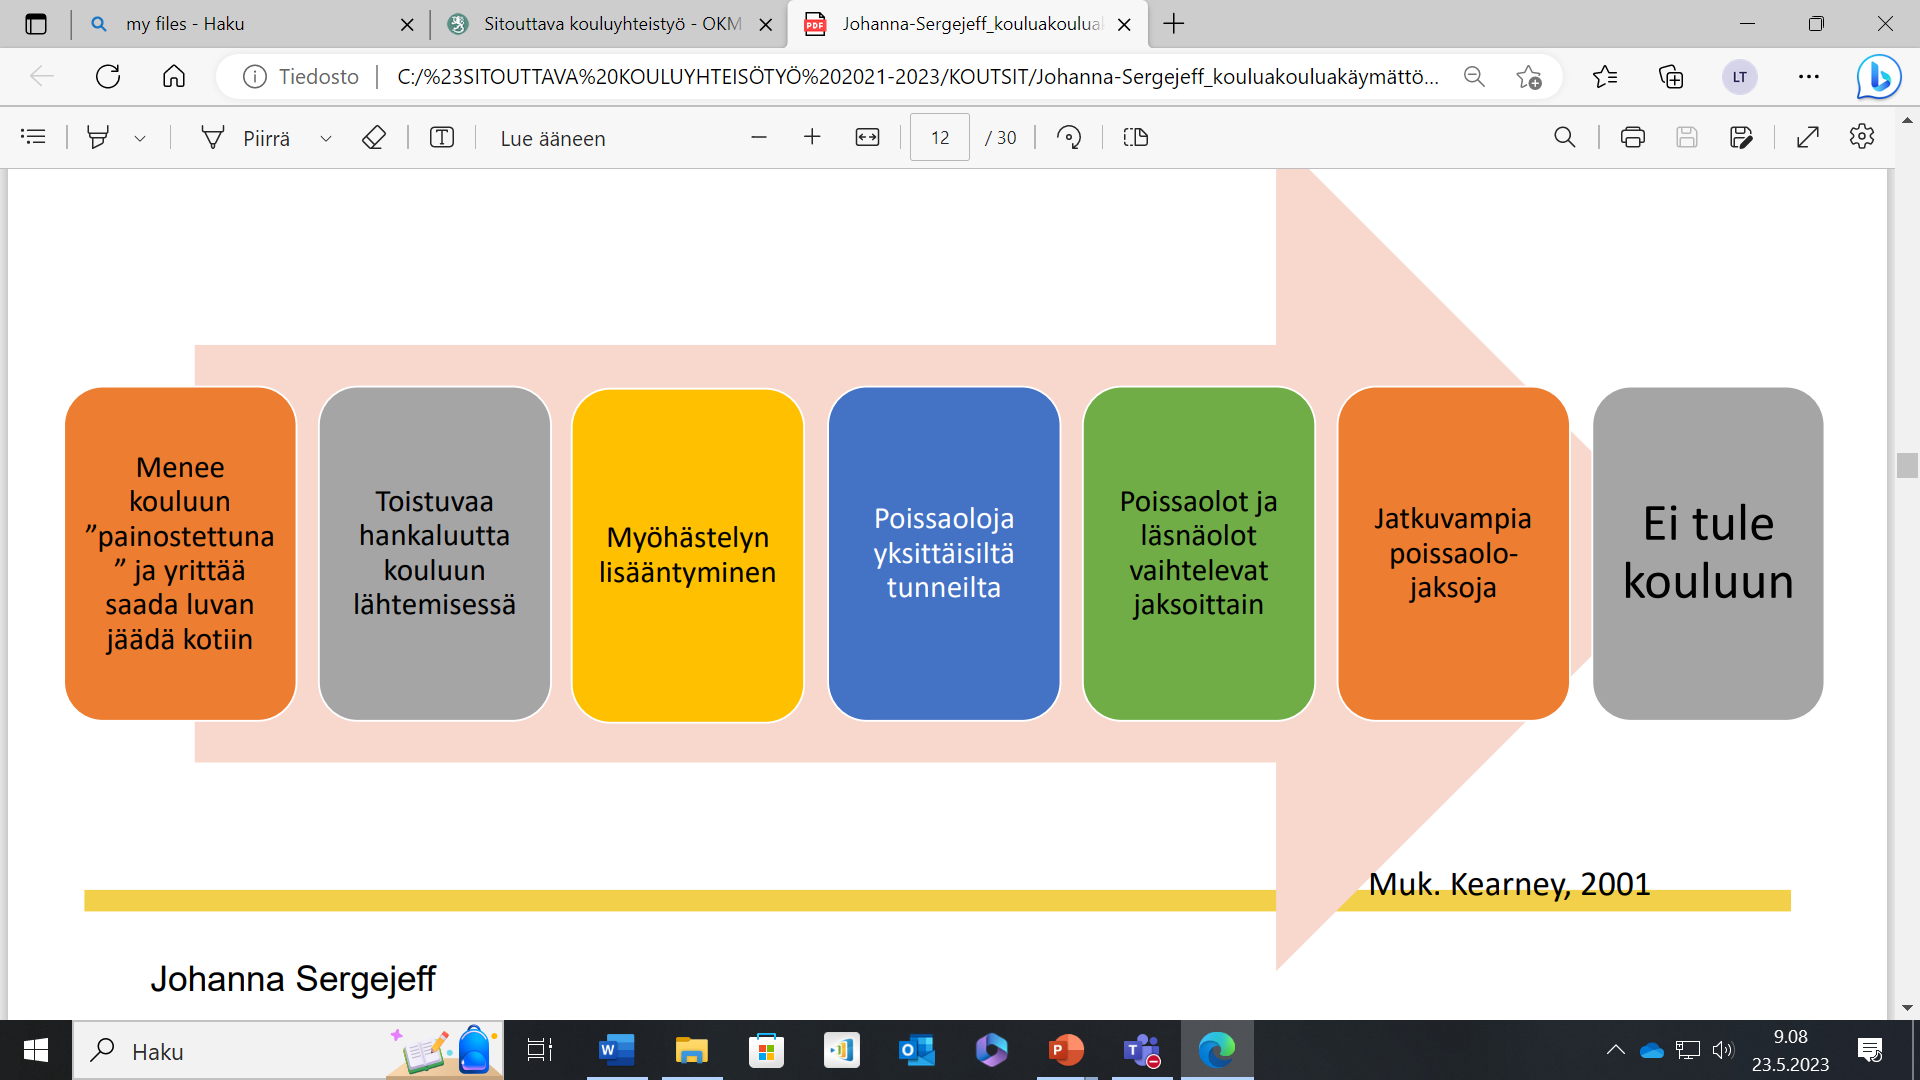 my files - Haku
Sitouttava kouluyhteistyö - OKM
Johanna-Sergejeff_kouluakoulua
Tiedosto
C:/%23SITOUTTAVA%20KOULUYHTEISÖTYÖ%202021-2023/KOUTSIT/Johanna-Sergejeff_kouluakouluakäymättö...
LT
Piirrä
Lue ääneen
12
/ 30
Menee
kouluun
”painostettuna
” ja yrittää
saada luvan
jäädä kotiin
Toistuvaa
hankaluutta
kouluun
lähtemisessä
Myöhästelyn
lisääntyminen
Poissaoloja
yksittäisiltä
tunneilta
Poissaolot ja
läsnäolot
vaihtelevat
jaksoittain
Jatkuvampia
poissaolo-
jaksoja
Ei tule
kouluun
Muk. Kearney, 2001
Johanna Sergejeff
Haku
9.08
23.5.2023